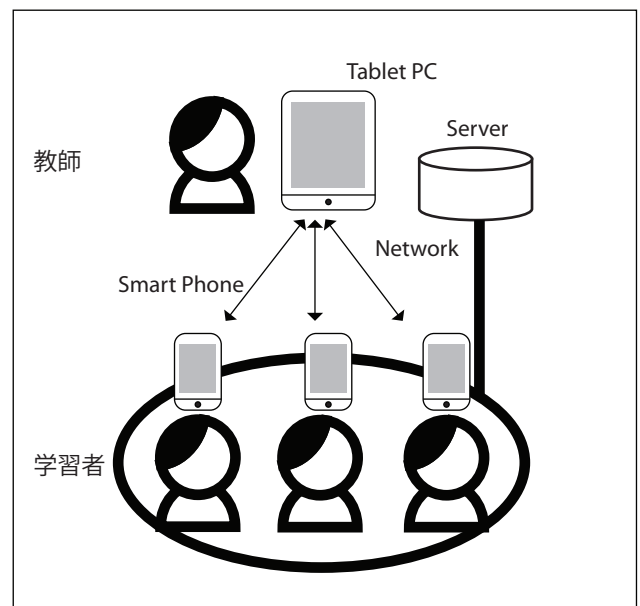 Tablet PC
Server
教師
Network
Smart Phone
学習者